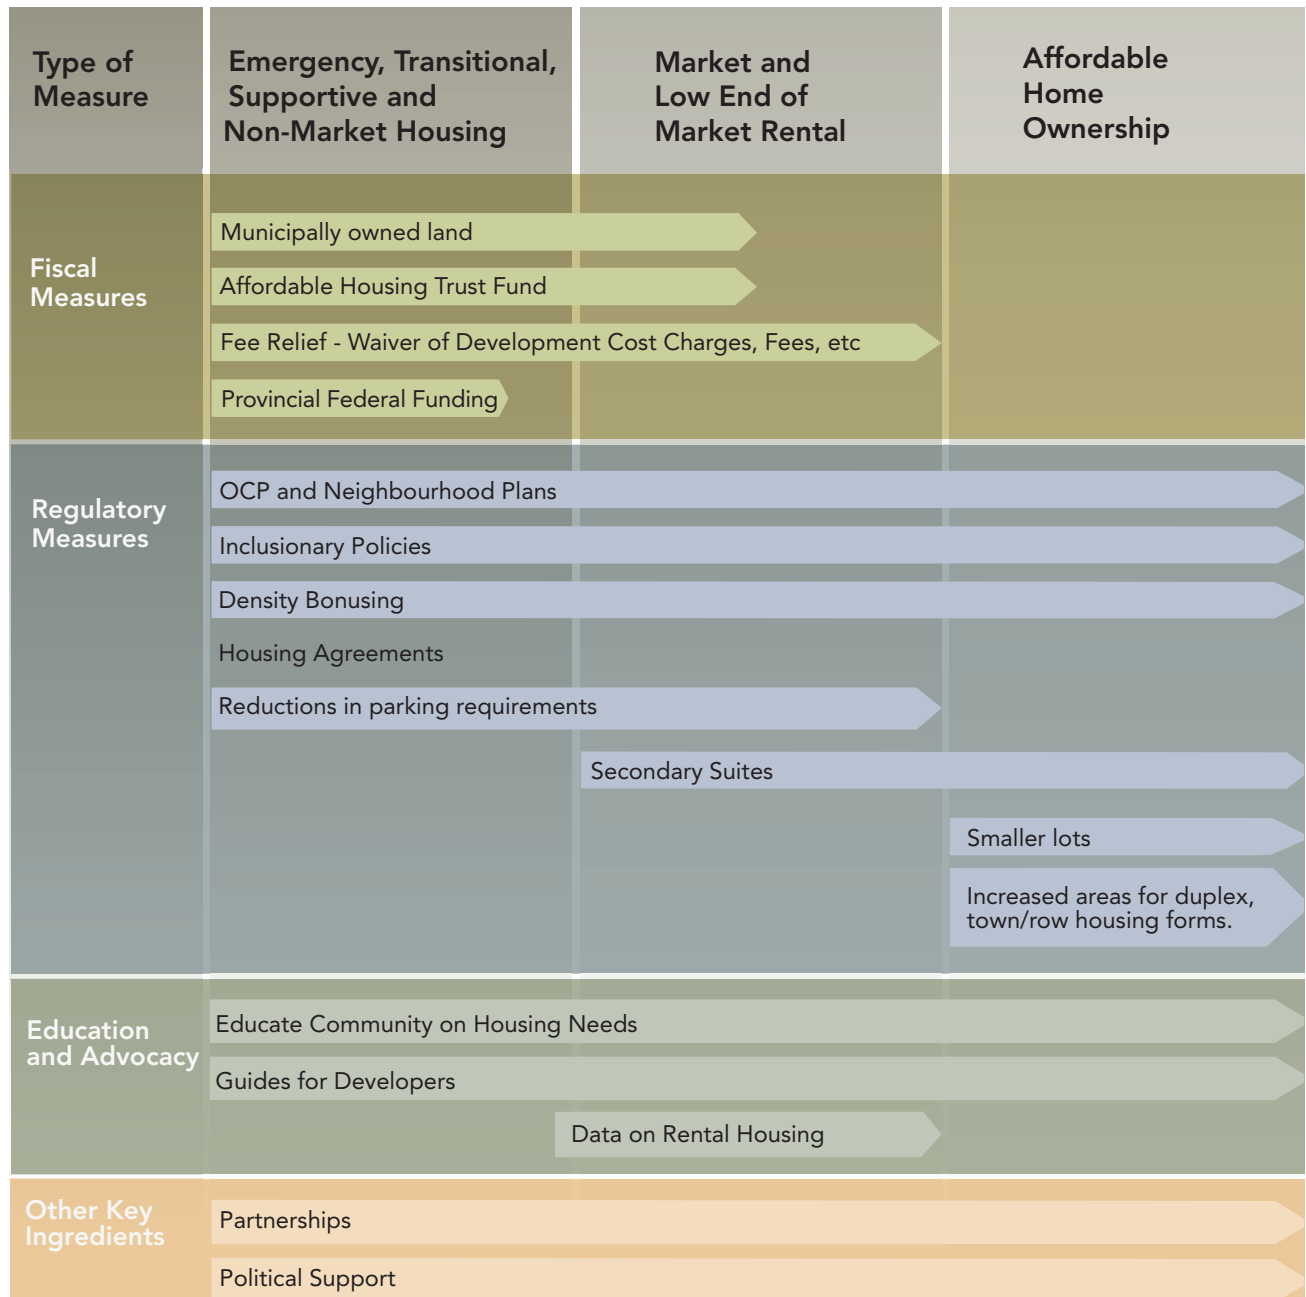 Type of
Measure
Emergency, Transitional,
Supportive and
Non-Market Housing
Market and
Low End of
Market Rental
Affordable
Home
Ownership
Fiscal
Measures
Municipally owned land
Affordable Housing Trust Fund
Fee Relief - Waiver of Development Cost Charges, Fees, etc
Provincial Federal Funding
Regulatory
Measures
OCP and Neighbourhood Plans
Inclusionary Policies
Density Bonusing
Housing Agreements
Reductions in parking requirements
Secondary Suites
Smaller lots
Increased areas for duplex,
town/row housing forms.
Education
and Advocacy
Educate Community on Housing Needs
Guides for Developers
Data on Rental Housing
Other Key
Ingredients
Partnerships
Political Support